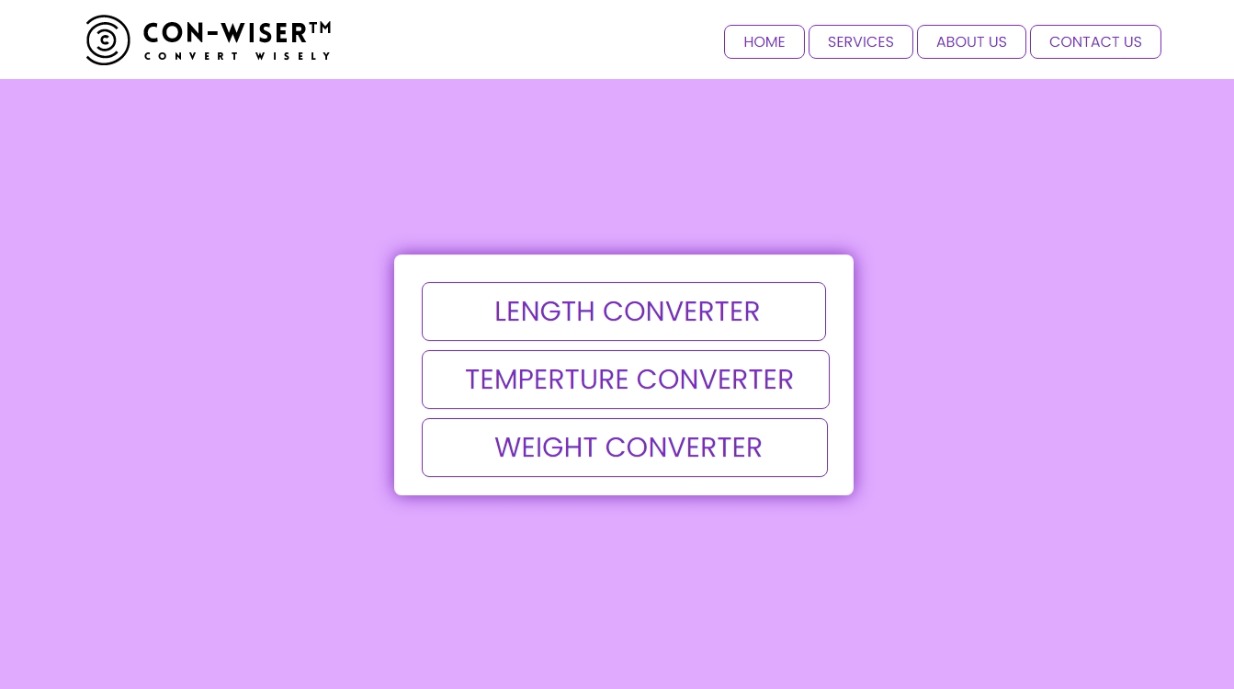 CON-WISER™
CONVERT WISELY
HOME SERVICES ABOUT US CONTACT US
LENGTH CONVERTER
TEMPERTURE CONVERTER
WEIGHT CONVERTER